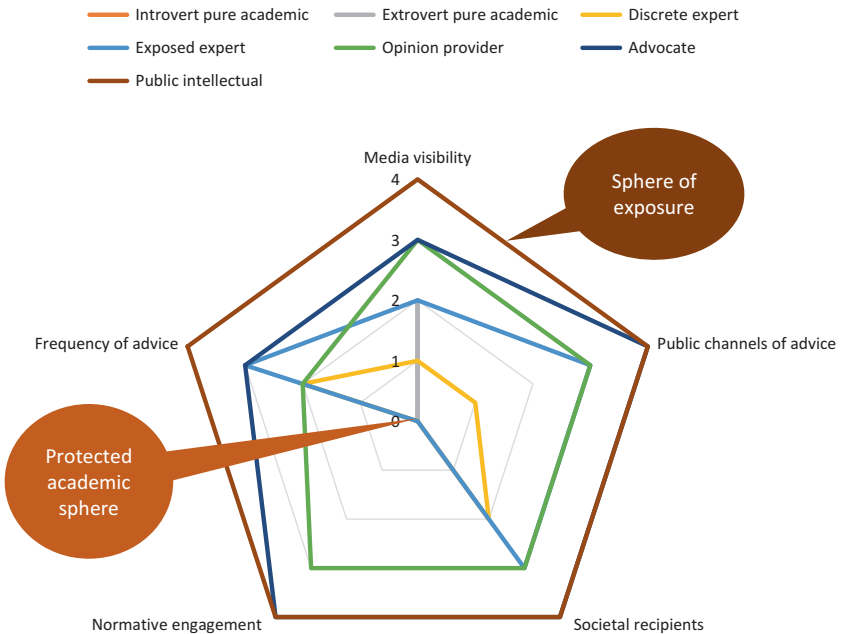 Introvert pure academic
Extrovert pure academic
Discrete expert
Exposed expert
Opinion provider
Advocate
Public intellectual
Media visibility
Sphere of
exposure
4
3
2
1
0
Frequency of advice
Public channels of advice
Protected
academic
sphere
Normative engagement
Societal recipients